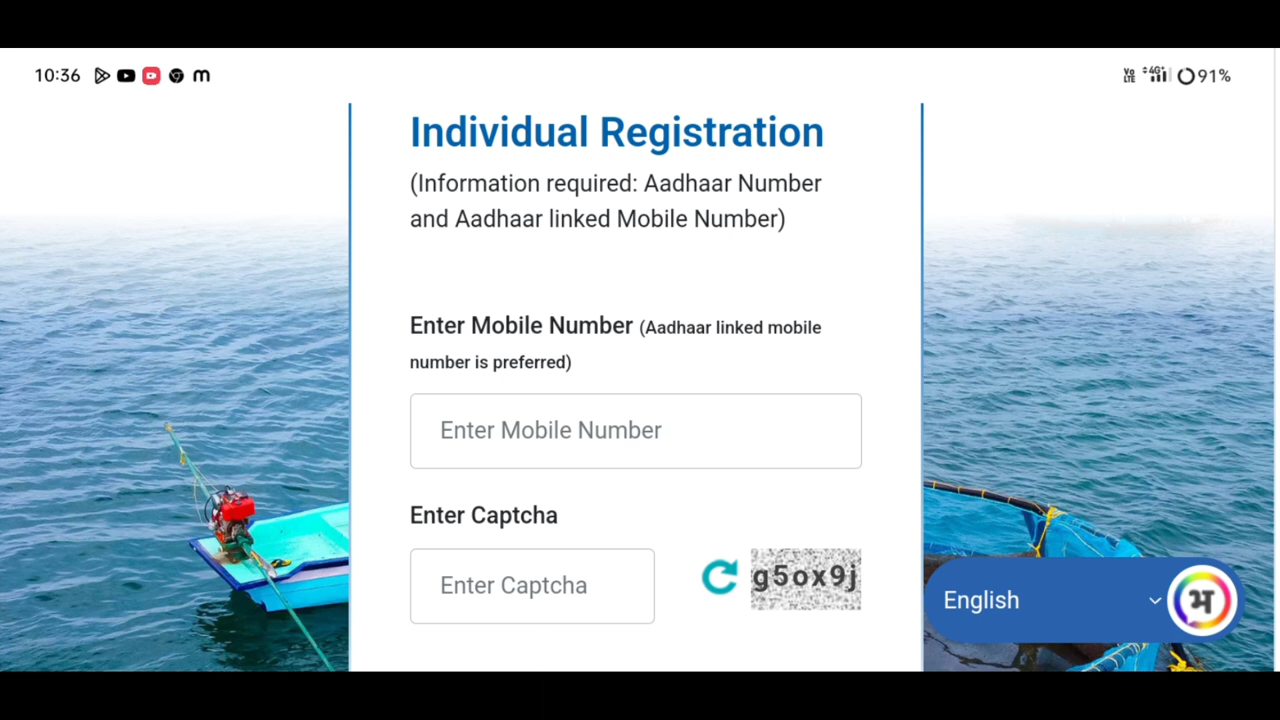 10:36
4G+
91%
Individual Registration
(Information required: Aadhaar Number
and Aadhaar linked Mobile Number)
Enter Mobile Number (Aadhaar linked mobile
number is preferred)
Enter Mobile Number
Enter Captcha
Enter Captcha
g5ox9j
English
भ